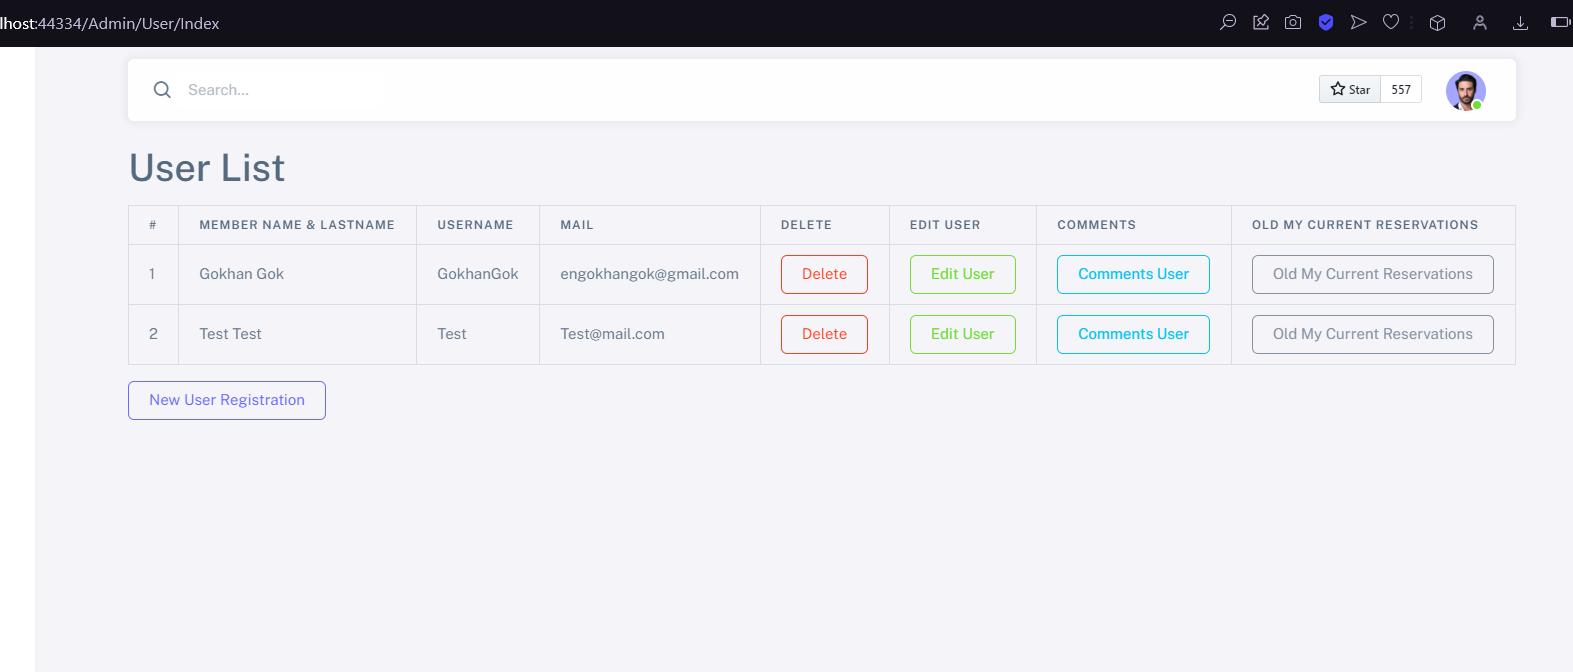 lhost:44334/Admin/User/Index
Search...
Star 557
User List
# MEMBER NAME & LASTNAME USERNAME MAIL DELETE EDIT USER COMMENTS OLD MY CURRENT RESERVATIONS
1 Gokhan Gok GokhanGok engokhangok@gmail.com Delete Edit User Comments User Old My Current Reservations
2 Test Test Test Test@mail.com Delete Edit User Comments User Old My Current Reservations
New User Registration